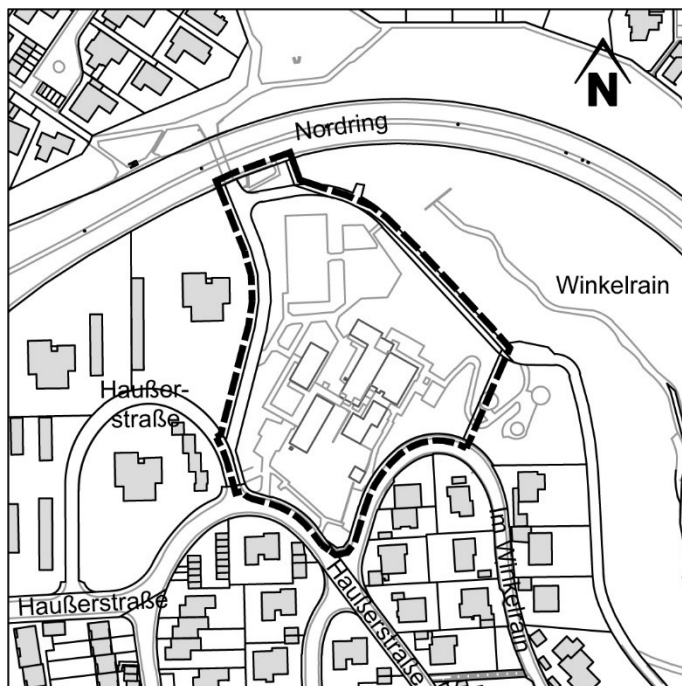 N
Nordring
Winkelrain
Haußer-
straße
Haußerstraße
Haußerstraße
Im Winkelrain